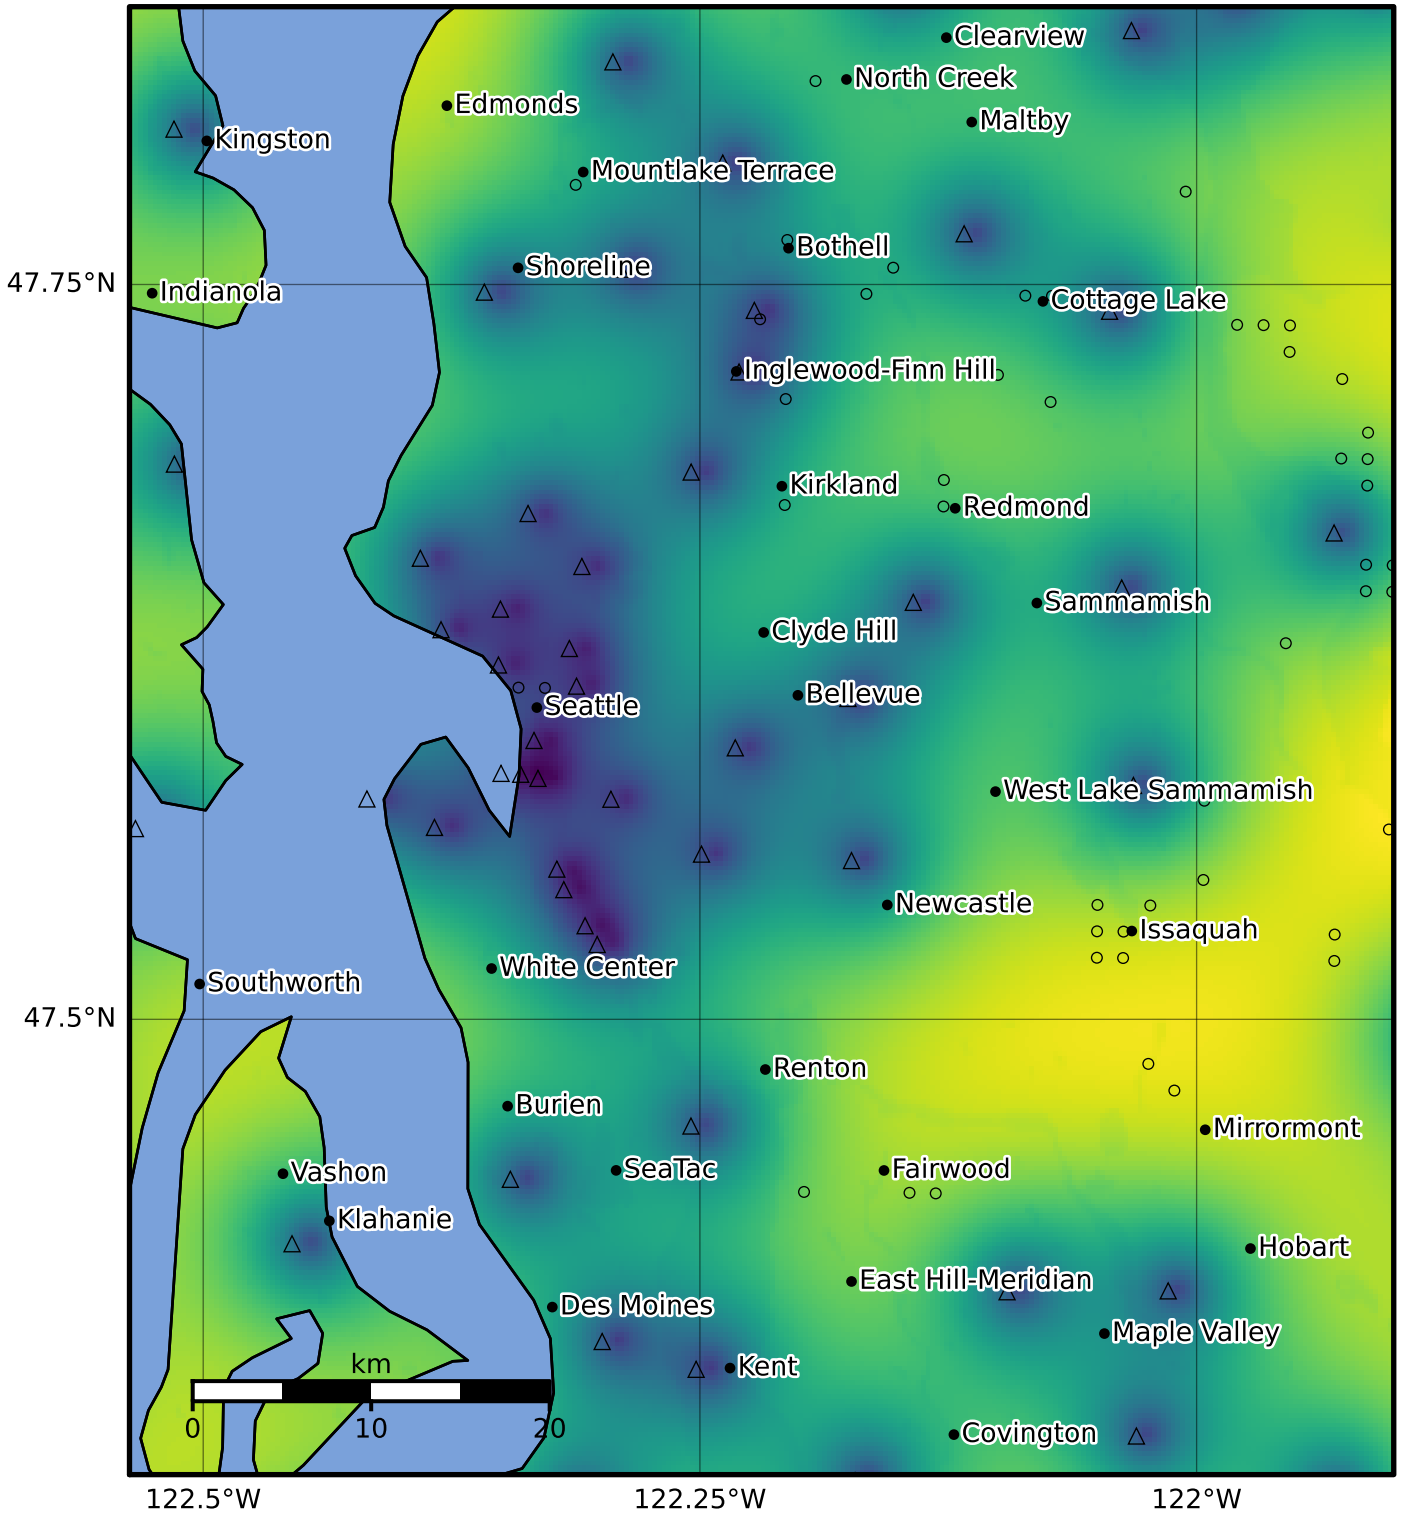 Clearview
North Creek
Edmonds
Maltby
Kingston
Mountlake Terrace
Bothell
Shoreline
47.75°N
Indianola
Cottage Lake
Inglewood-Finn Hill
Kirkland
Redmond
Sammamish
Clyde Hill
Bellevue
Seattle
West Lake Sammamish
Newcastle
Issaquah
White Center
Southworth
47.5°N
Renton
Burien
Mirrormont
Vashon
SeaTac
Fairwood
Klahanie
Hobart
East Hill-Meridian
Des Moines
Maple Valley
km
Kent
0 10 20
Covington
122.5°W 122.25°W 122°W